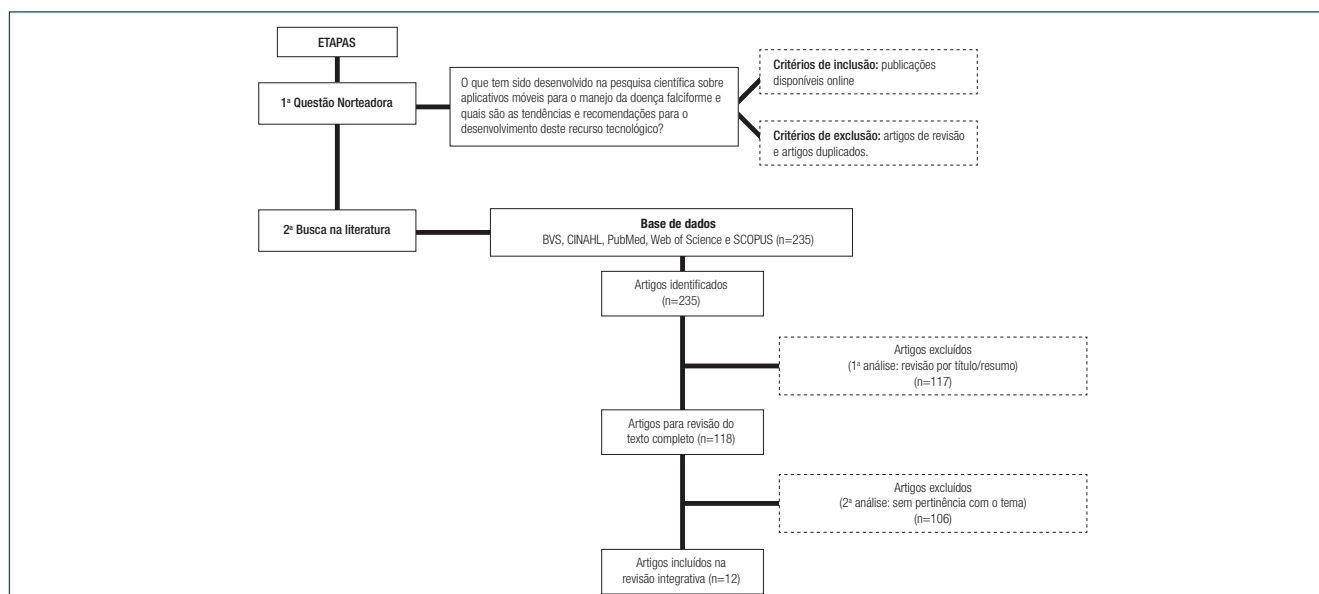 ETAPAS
1ª Questão Norteadora
O que tem sido desenvolvido na pesquisa científica sobre
aplicativos móveis para o manejo da doença falciforme e
quais são as tendências e recomendações para o
desenvolvimento deste recurso tecnológico?
Critérios de inclusão: publicações
disponíveis online
Critérios de exclusão: artigos de revisão
e artigos duplicados.
2ª Busca na literatura
Base de dados
BVS, CINAHL, PubMed, Web of Science e SCOPUS (n=235)
Artigos identificados
(n=235)
Artigos excluídos
(1ª análise: revisão por título/resumo)
(n=117)
Artigos para revisão do
texto completo (n=118)
Artigos excluídos
(2ª análise: sem pertinência com o tema)
(n=106)
Artigos incluídos na
revisão integrativa (n=12)